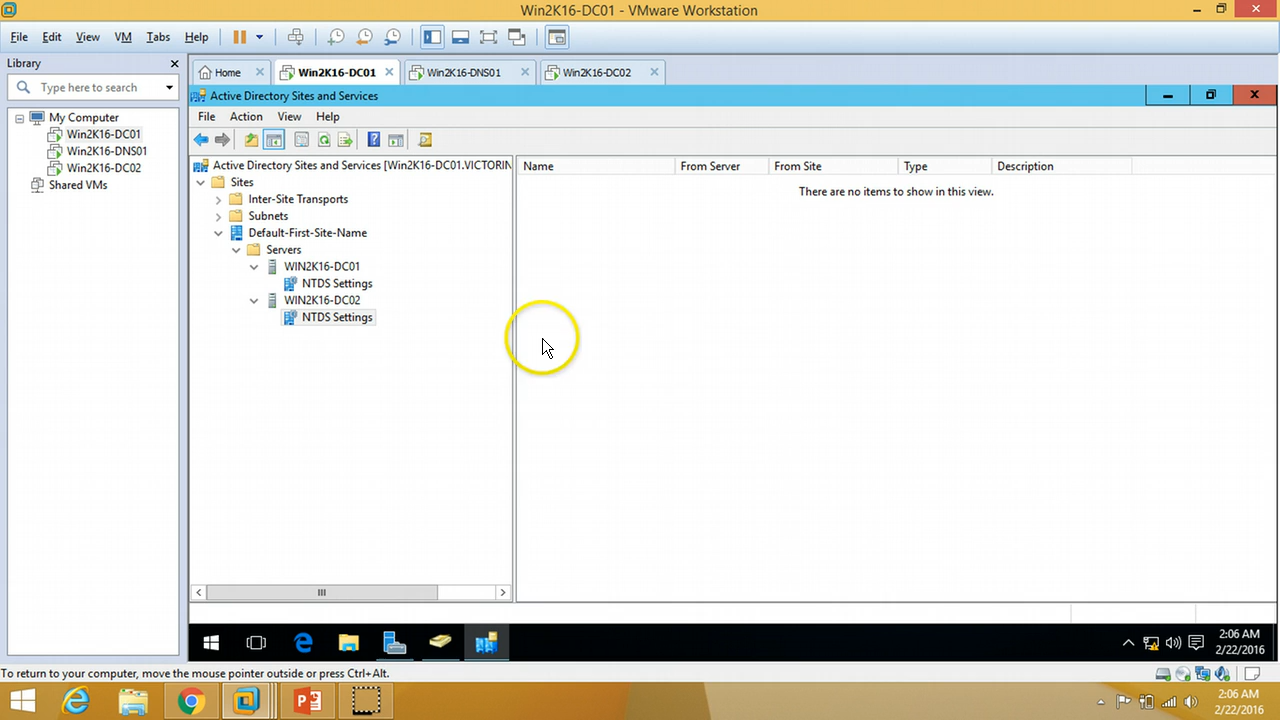 Win2K16-DC01 - VMware Workstation
File Edit View VM Tabs Help
Library
Type here to search
My Computer
Win2K16-DC01
Win2K16-DNS01
Win2K16-DC02
Shared VMs
Home Win2K16-DC01 Win2K16-DNS01 Win2K16-DC02
Active Directory Sites and Services
File Action View Help
Active Directory Sites and Services [Win2K16-DC01.VICTORIN
Sites
Inter-Site Transports
Subnets
Default-First-Site-Name
Servers
WIN2K16-DC01
NTDS Settings
WIN2K16-DC02
NTDS Settings
Name From Server From Site Type Description
There are no items to show in this view.
2:06 AM
2/22/2016
To return to your computer, move the mouse pointer outside or press Ctrl+Alt.
2:06 AM
2/22/2016